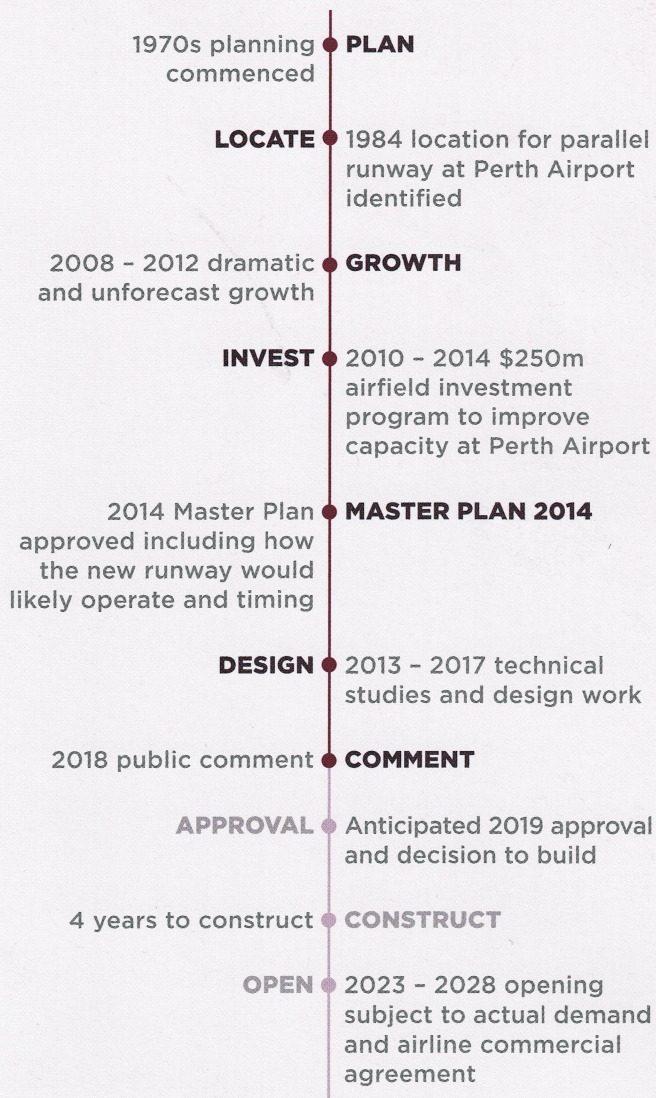 1970s planning
commenced
PLAN
LOCATE
1984 location for parallel
runway at Perth Airport
identified
2008 – 2012 dramatic
and unforecast growth
GROWTH
INVEST
2010 – 2014 $250m
airfield investment
program to improve
capacity at Perth Airport
2014 Master Plan
approved including how
the new runway would
likely operate and timing
MASTER PLAN 2014
DESIGN
2013 – 2017 technical
studies and design work
2018 public comment
COMMENT
APPROVAL
Anticipated 2019 approval
and decision to build
4 years to construct
CONSTRUCT
OPEN
2023 – 2028 opening
subject to actual demand
and airline commercial
agreement